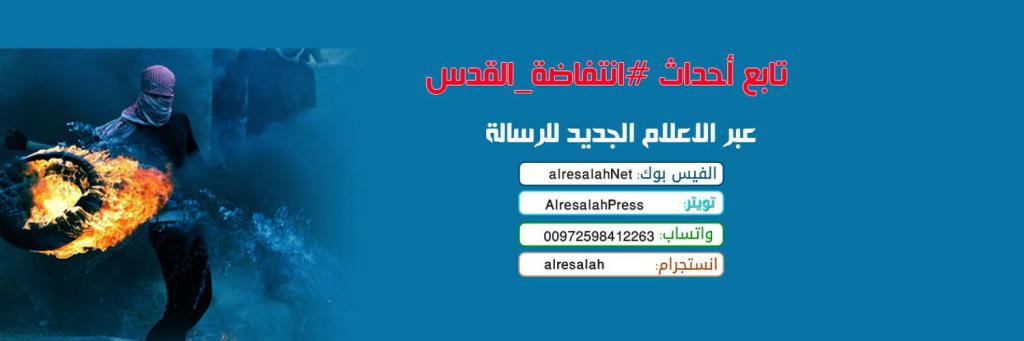 تابع أحداث #انتفاضة_القدس
عبر الاعلام الجديد للرسالة
الفيس بوك: alresalahNet
تويتر: AlresalahPress
واتساب: 00972598412263
انستجرام: alresalah